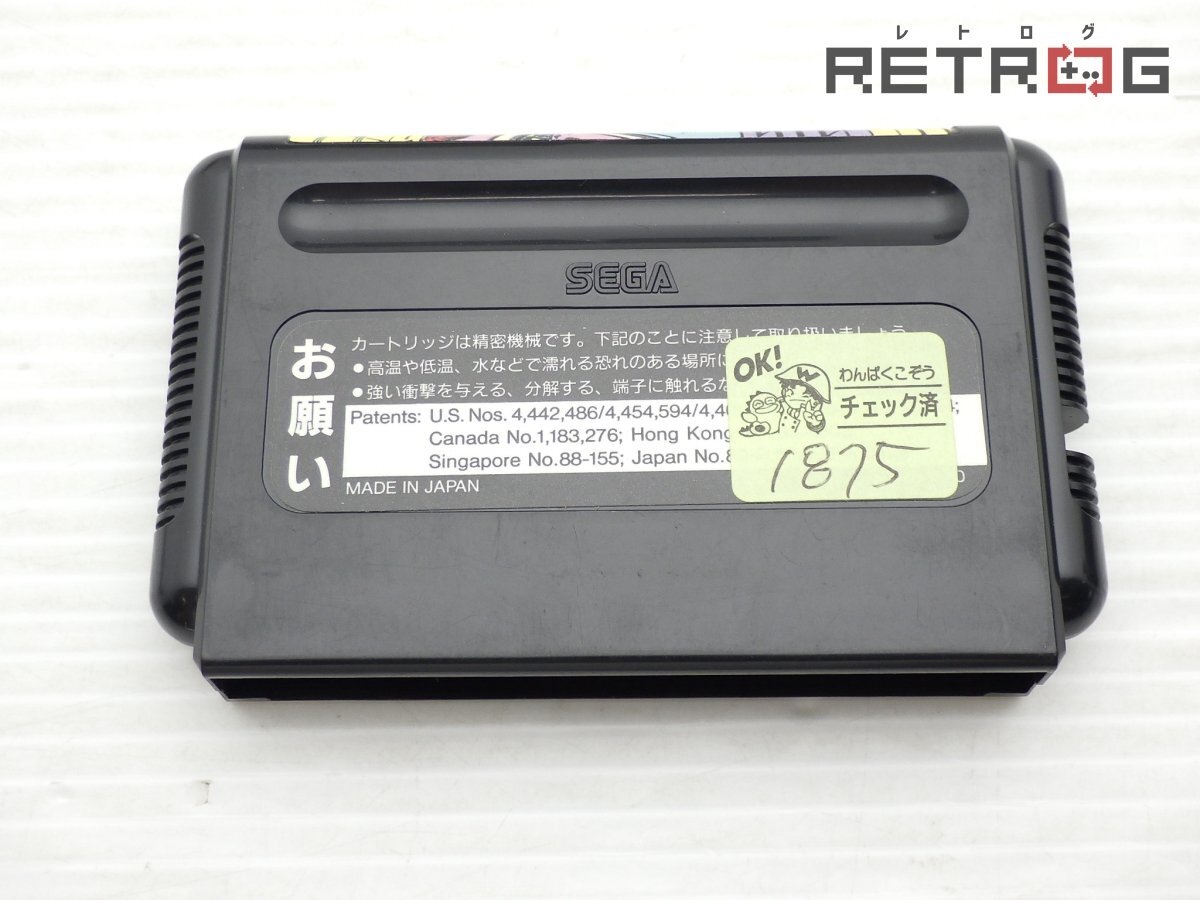 レトログ
RETROG
SEGA
お願い
カートリッジは精密機械です。下記のことに注意して取り扱いましょう。
●高温や低温、水などで濡れる恐れのある場所に
●強い衝撃を与える、分解する、端子に触れるな
Patents: U.S. Nos. 4,442,486/4,454,594/4,
Canada No.1,183,276; Hong Kong
Singapore No.88-155; Japan No.8
MADE IN JAPAN
OK!
わんぱくこぞう
チェック済
1875